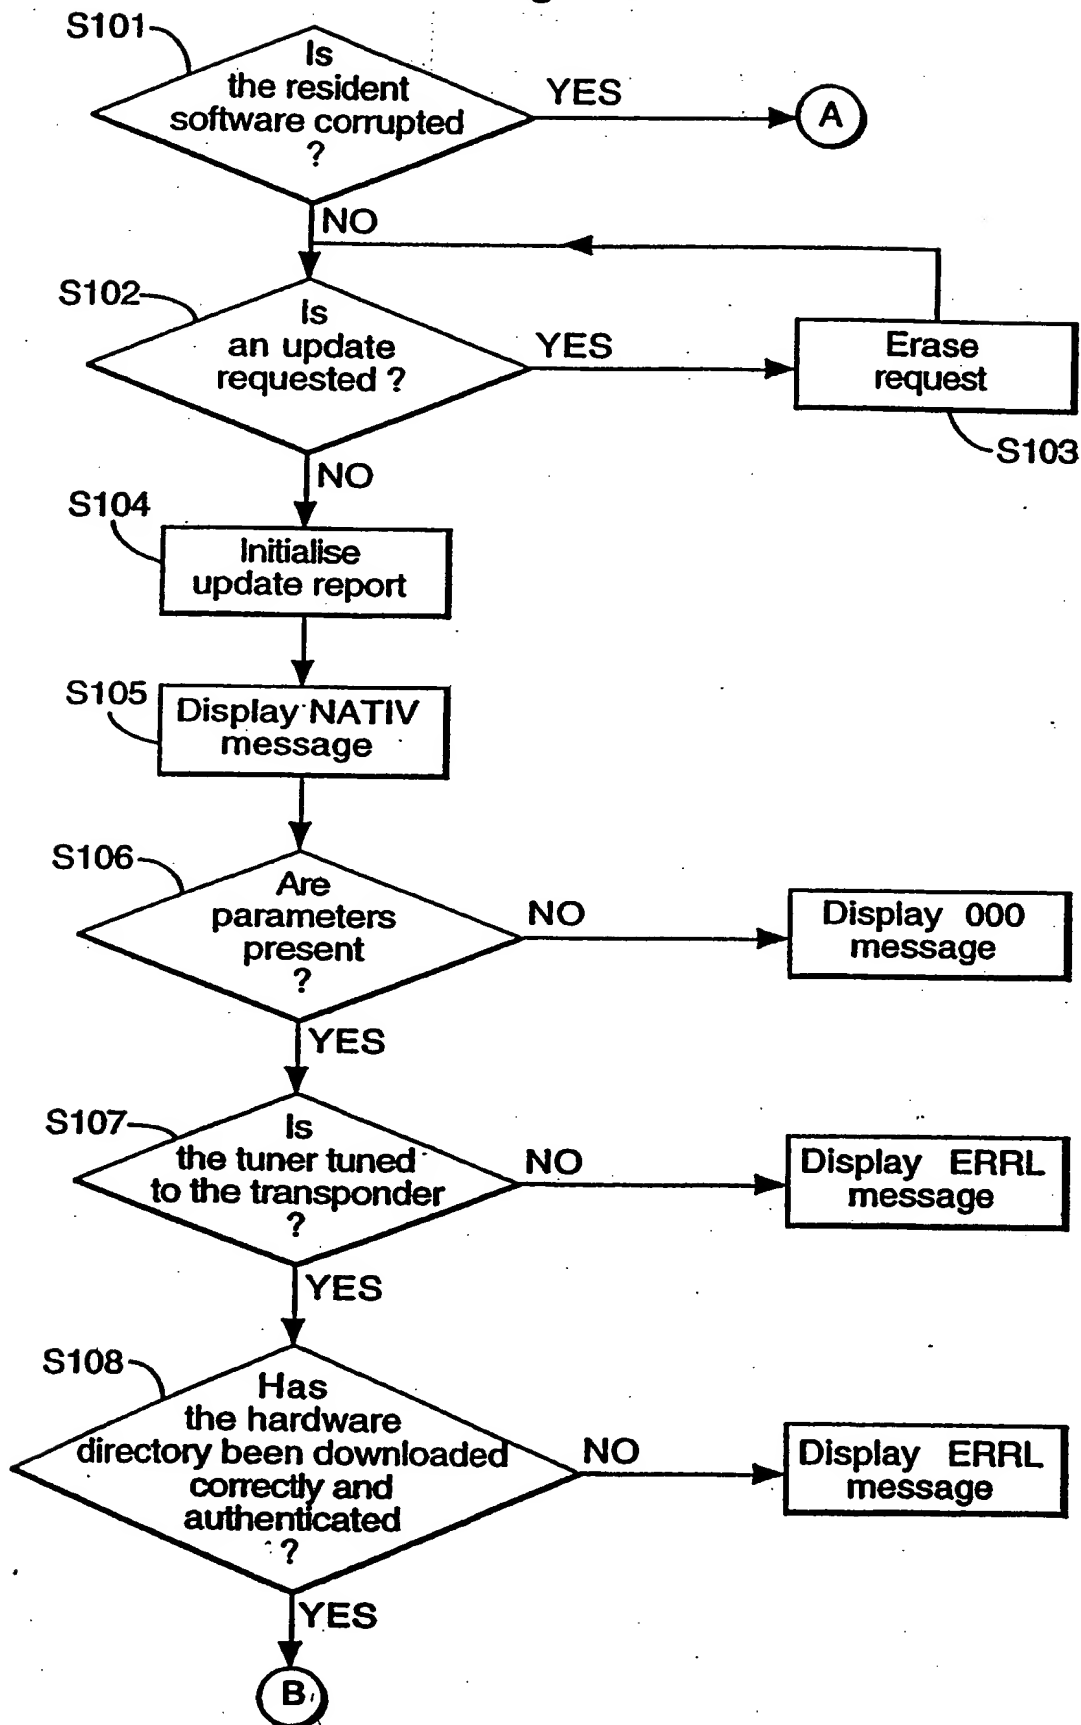 g
S101
Is
the resident
software corrupted
?
YES
A
NO
S102
Is
an update
requested ?
YES
Erase
request
S103
NO
S104
Initialise
update report
S105
Display NATIV
message
S106
Are
parameters
present
?
NO
Display 000
message
YES
S107
Is
the tuner tuned
to the transponder
?
NO
Display ERRL
message
YES
S108
Has
the hardware
directory been downloaded
correctly and
authenticated
?
NO
Display ERRL
message
YES
B